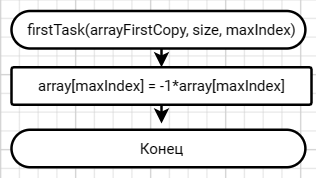 firstTask(arrayFirstCopy, size, maxIndex)
array[maxIndex] = -1*array[maxIndex]
Конец